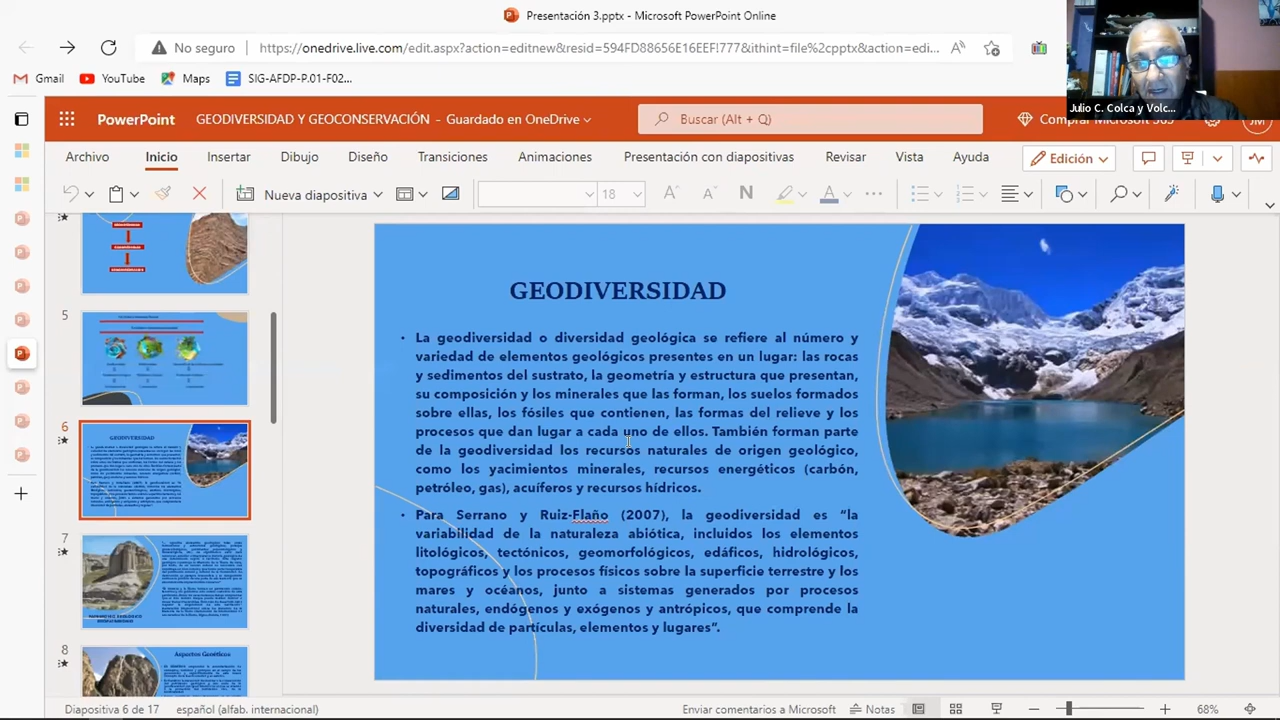 Presentación 3.pptx - Microsoft PowerPoint Online
No seguro
https://onedrive.live.com/edit.aspx?action=editnew&resid=594FD886CE16EEF!777&ithint=file%2cpptx&action=edi...
Gmail
YouTube
Maps
SIG-AFDP-P.01-F02...
Julio C. Colca y Volc...
PowerPoint
GEODIVERSIDAD Y GEOCONSERVACIÓN - Guardado en OneDrive
Buscar (Alt + Q)
Comprar Microsoft 365
JM
Archivo
Inicio
Insertar
Dibujo
Diseño
Transiciones
Animaciones
Presentación con diapositivas
Revisar
Vista
Ayuda
Edición
Nueva diapositiva
18
5
6
7
8
GEODIVERSIDAD
Aspectos Genéticos
GEODIVERSIDAD
• La geodiversidad o diversidad geológica se refiere al número y
variedad de elementos geológicos presentes en un lugar: las rocas
y sedimentos del subsuelo, la geometría y estructura que presentan,
su composición y los minerales que las forman, los suelos formados
sobre ellas, los fósiles que contienen, las formas del relieve y los
procesos que dan lugar a cada uno de ellos. También forman parte
de la geodiversidad los recursos naturales de origen geológico,
como yacimientos minerales, recursos energéticos (petróleo,
carbón, gas) y recursos hídricos.
• Para Serrano y Ruiz-Flaño (2007), la geodiversidad es “la
variabilidad de la naturaleza abiótica, incluidos los elementos
litológicos, tectónicos, geomorfológicos, edáficos, hidrológicos,
topográficos y los procesos físicos sobre la superficie terrestre y los
mares y océanos, junto a sistemas generados por procesos
naturales, endógenos y exógenos, y antrópicos, que comprende la
diversidad de partículas, elementos y lugares”.
Diapositiva 6 de 17
español (alfab. internacional)
Enviar comentarios a Microsoft
Notas
68%